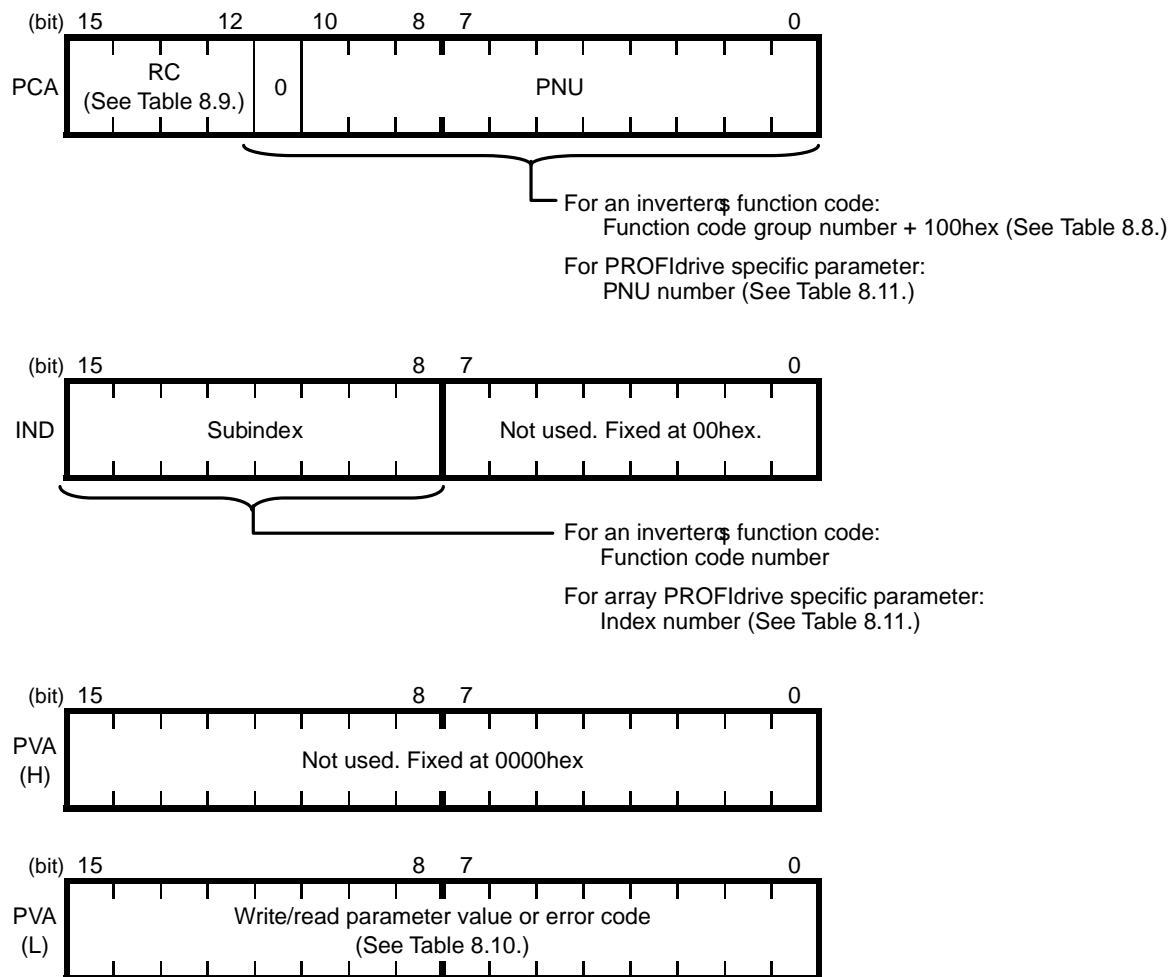 (bit) 15 12 10 8 7 0
PCA
RC
(See Table 8.9.)
0
PNU
For an inverterʠs function code:
Function code group number + 100hex (See Table 8.8.)
For PROFIdrive specific parameter:
PNU number (See Table 8.11.)
(bit) 15 8 7 0
IND
Subindex
Not used. Fixed at 00hex.
For an inverterʠs function code:
Function code number
For array PROFIdrive specific parameter:
Index number (See Table 8.11.)
(bit) 15 8 7 0
PVA
(H)
Not used. Fixed at 0000hex
(bit) 15 8 7 0
PVA
(L)
Write/read parameter value or error code
(See Table 8.10.)